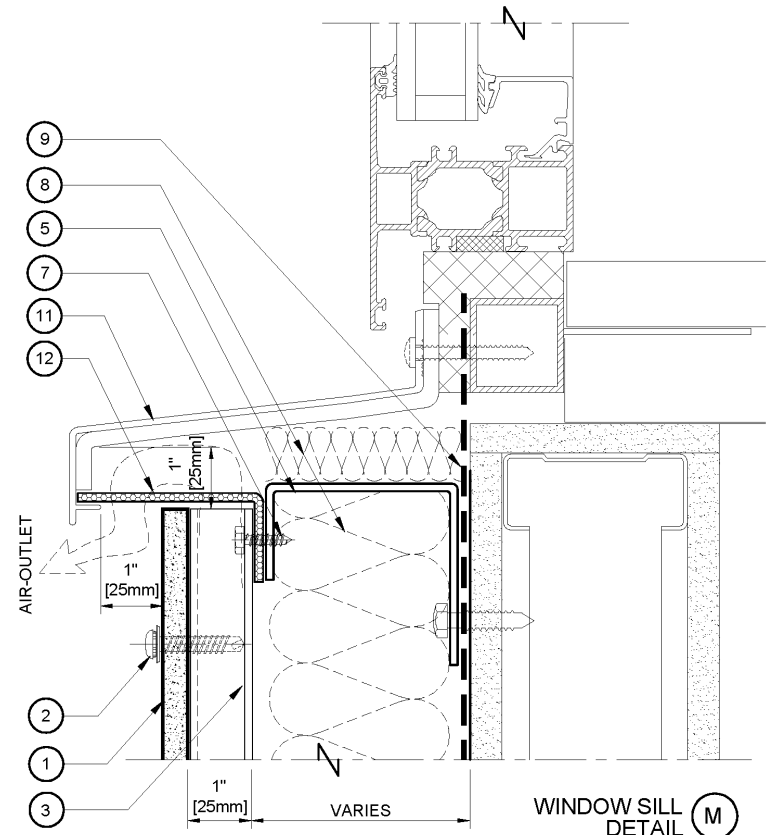 N
9
8
5
7
11
12
1"
[25mm]
AIR-OUTLET
1"
[25mm]
2
1
3
1"
[25mm]
VARIES
N
WINDOW SILL
DETAIL
M